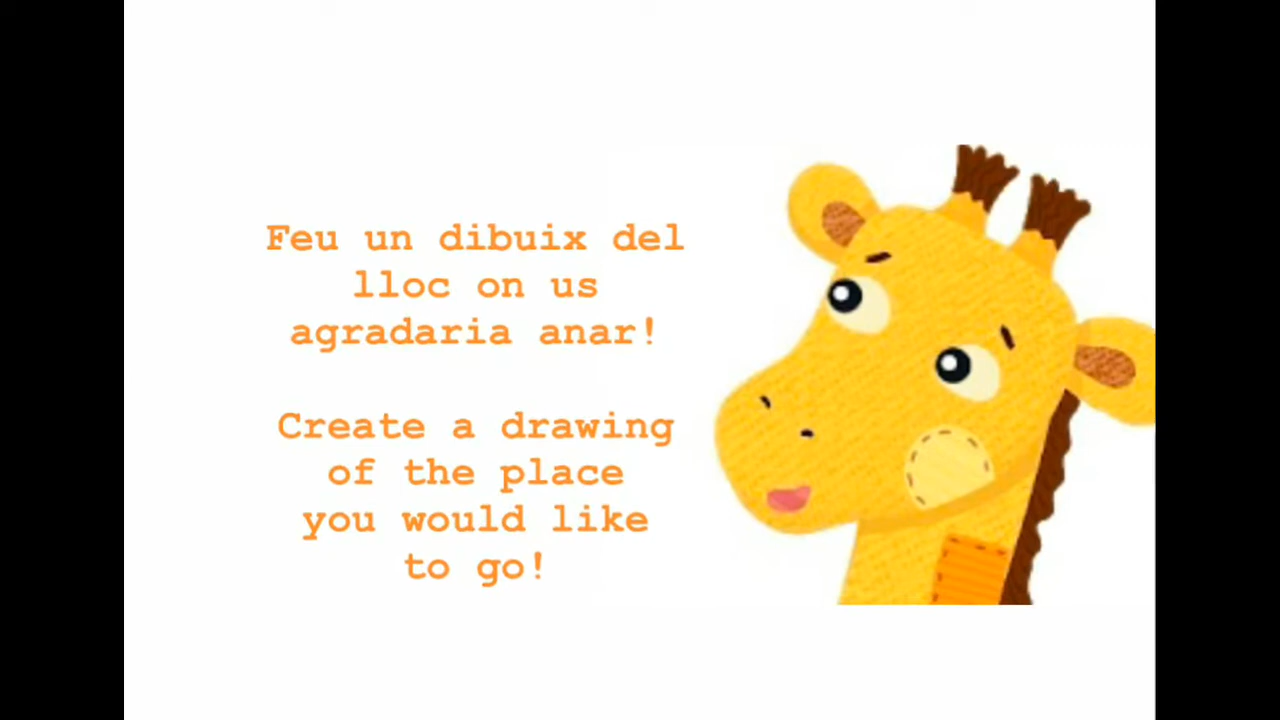 Feu un dibuix del
lloc on us
agradaria anar!
Create a drawing
of the place
you would like
to go!